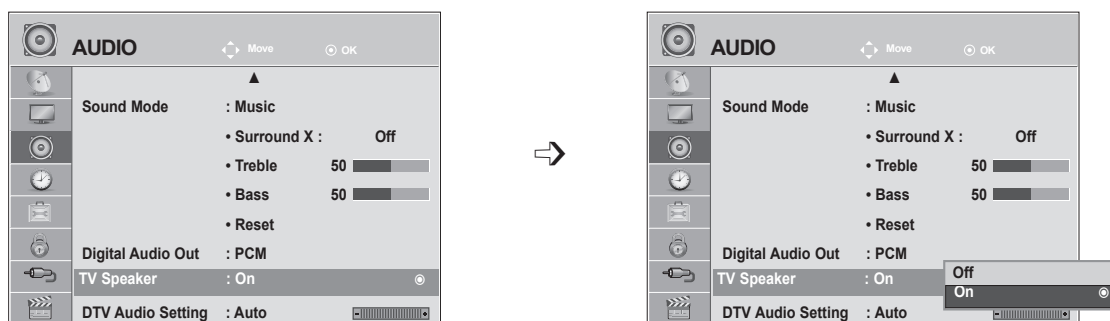 AUDIO Move OK
Sound Mode : Music
• Surround X : Off
• Treble 50
• Bass 50
• Reset
Digital Audio Out : PCM
TV Speaker : On
DTV Audio Setting : Auto
AUDIO Move OK
Sound Mode : Music
• Surround X : Off
• Treble 50
• Bass 50
• Reset
Digital Audio Out : PCM
TV Speaker : On
Off
On
DTV Audio Setting : Auto